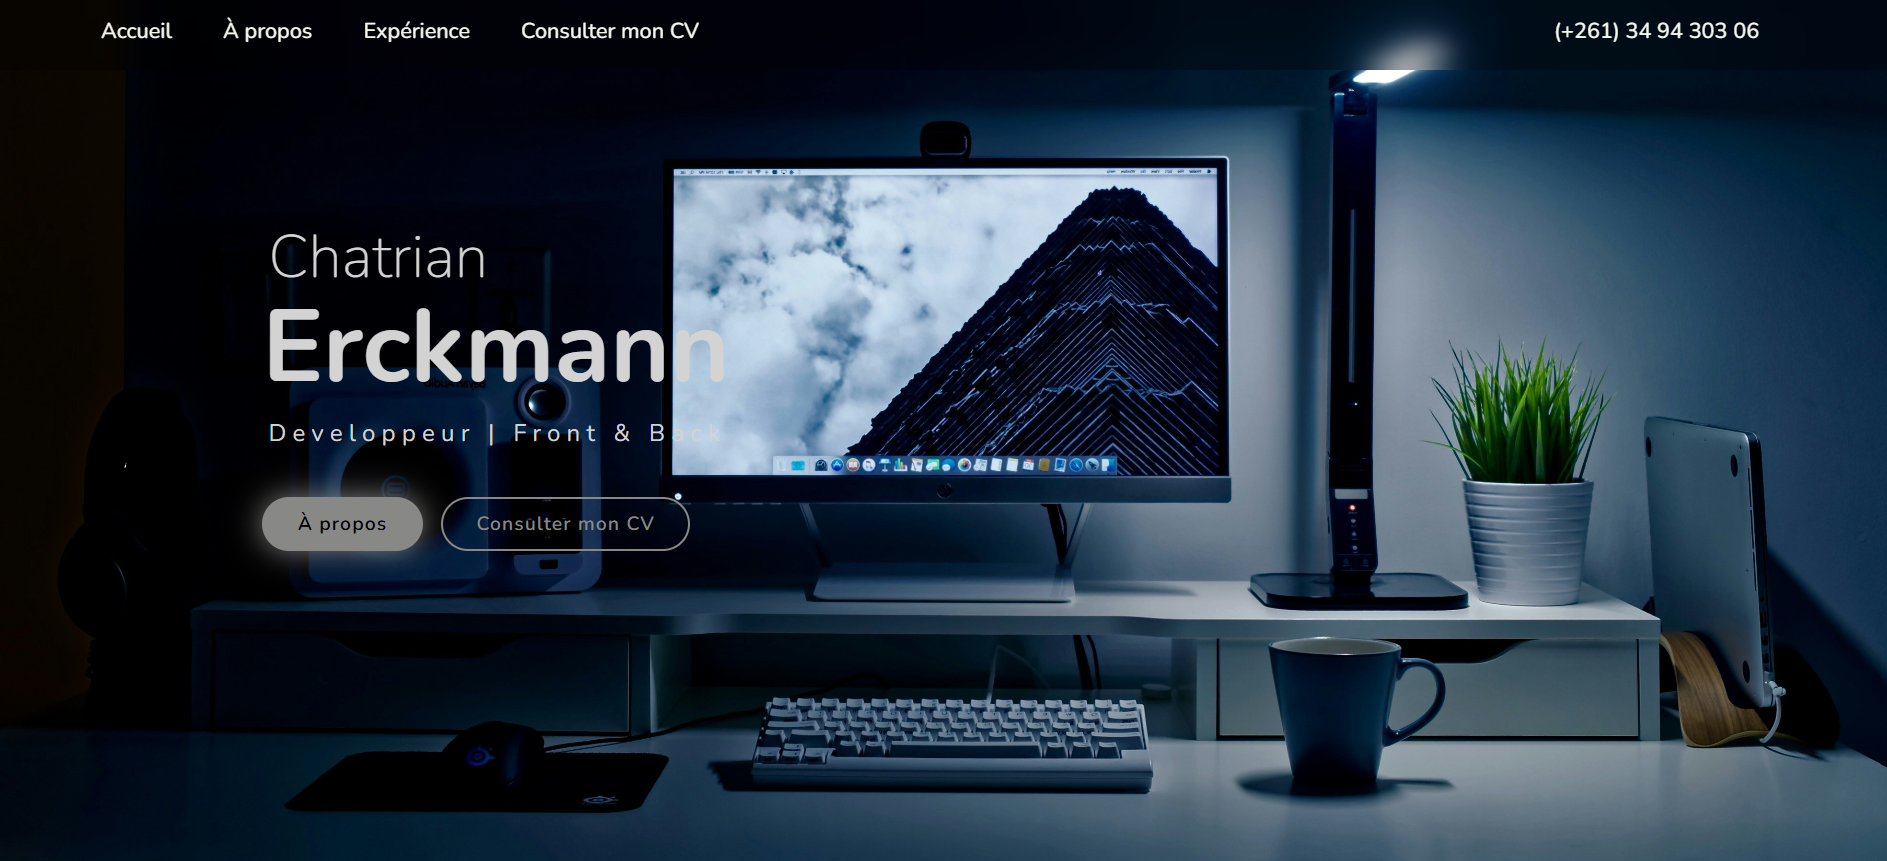 Accueil À propos Expérience Consulter mon CV (+261) 34 94 303 06
Chatrian
Erckmann
Developpeur | Front & Back
À propos Consulter mon CV